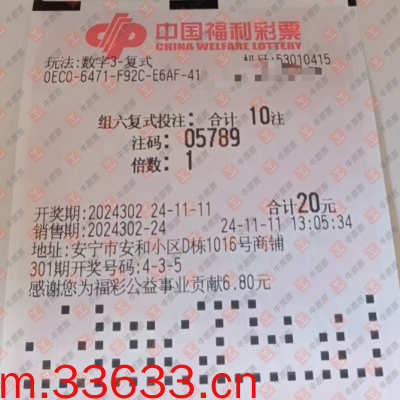 中国福利彩票
CHINA WELFARE LOTTERY
玩法:数字3-复式
机号:53010415
0EC0-6471-F92C-E6AF-41
组六复式投注: 合计 10注
注码: 05789
倍数: 1
开奖期:2024302 24-11-11 合计20元
销售期:2024302-24 24-11-11 13:05:34
地址:安宁市安和小区D栋1016号商铺
301期开奖号码:4-3-5
感谢您为福彩公益事业贡献6.80元
m.33633.cn